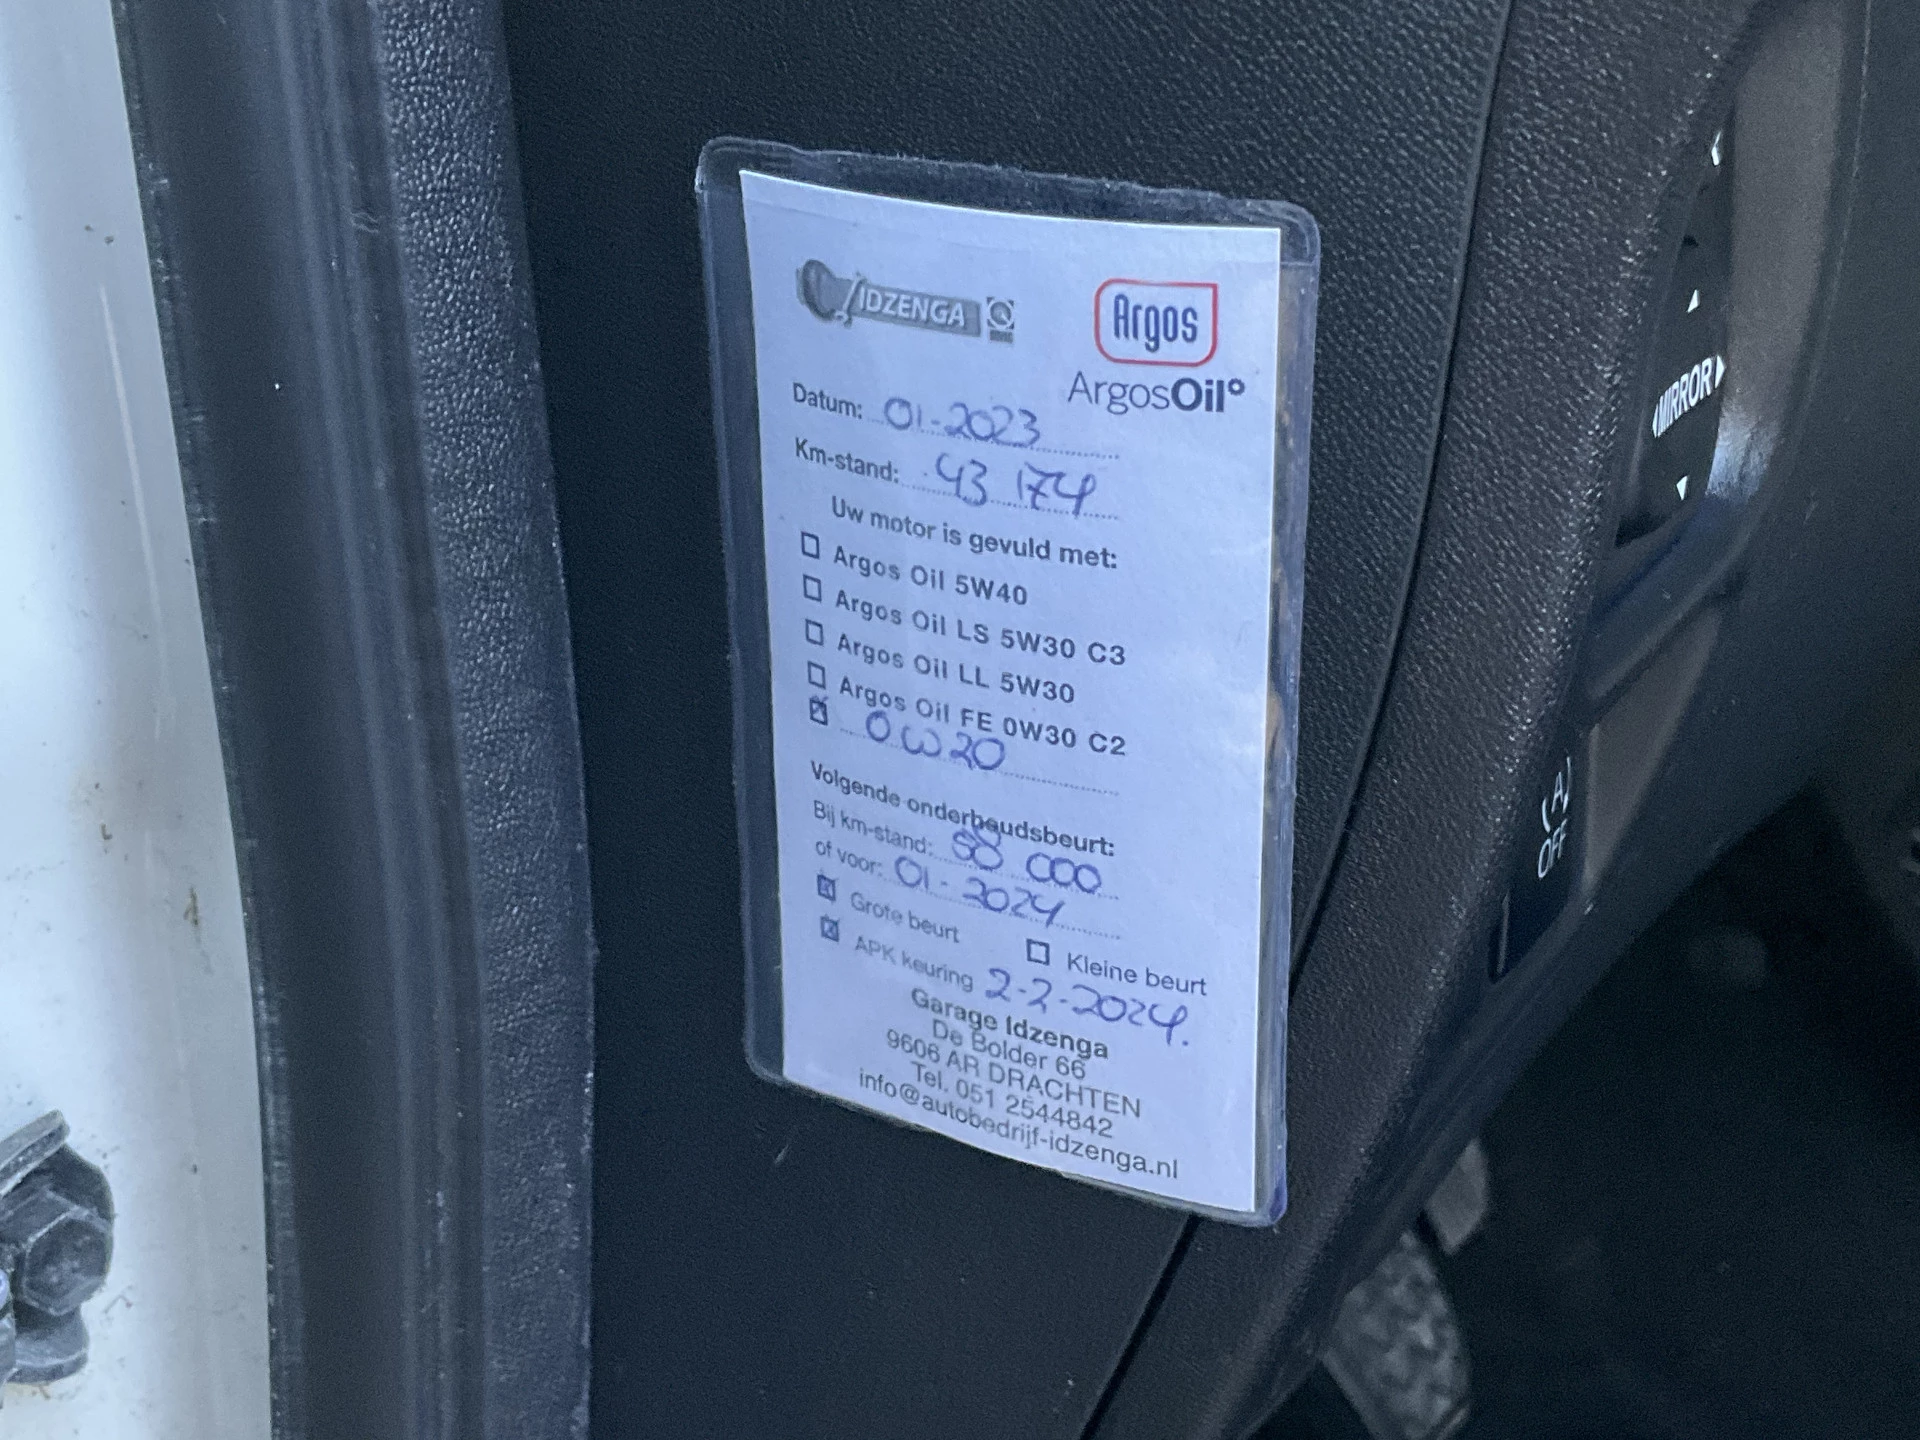 IDZENGA
Argos
ArgosOil°
Datum: 01-2023
Km-stand: 43 174
Uw motor is gevuld met:
Argos Oil 5W40
Argos Oil LS 5W30 C3
Argos Oil LL 5W30
Argos Oil FE 0W30 C2
0W20
Volgende onderhoudsbeurt:
Bij km-stand: 58 000
of voor: 01-2024
Grote beurt
Kleine beurt
APK keuring 2-2-2024.
Garage Idzenga
De Bolder 66
9606 AR DRACHTEN
Tel. 051 2544842
info@autobedrijf-idzenga.nl
MIRROR
(A)
OFF